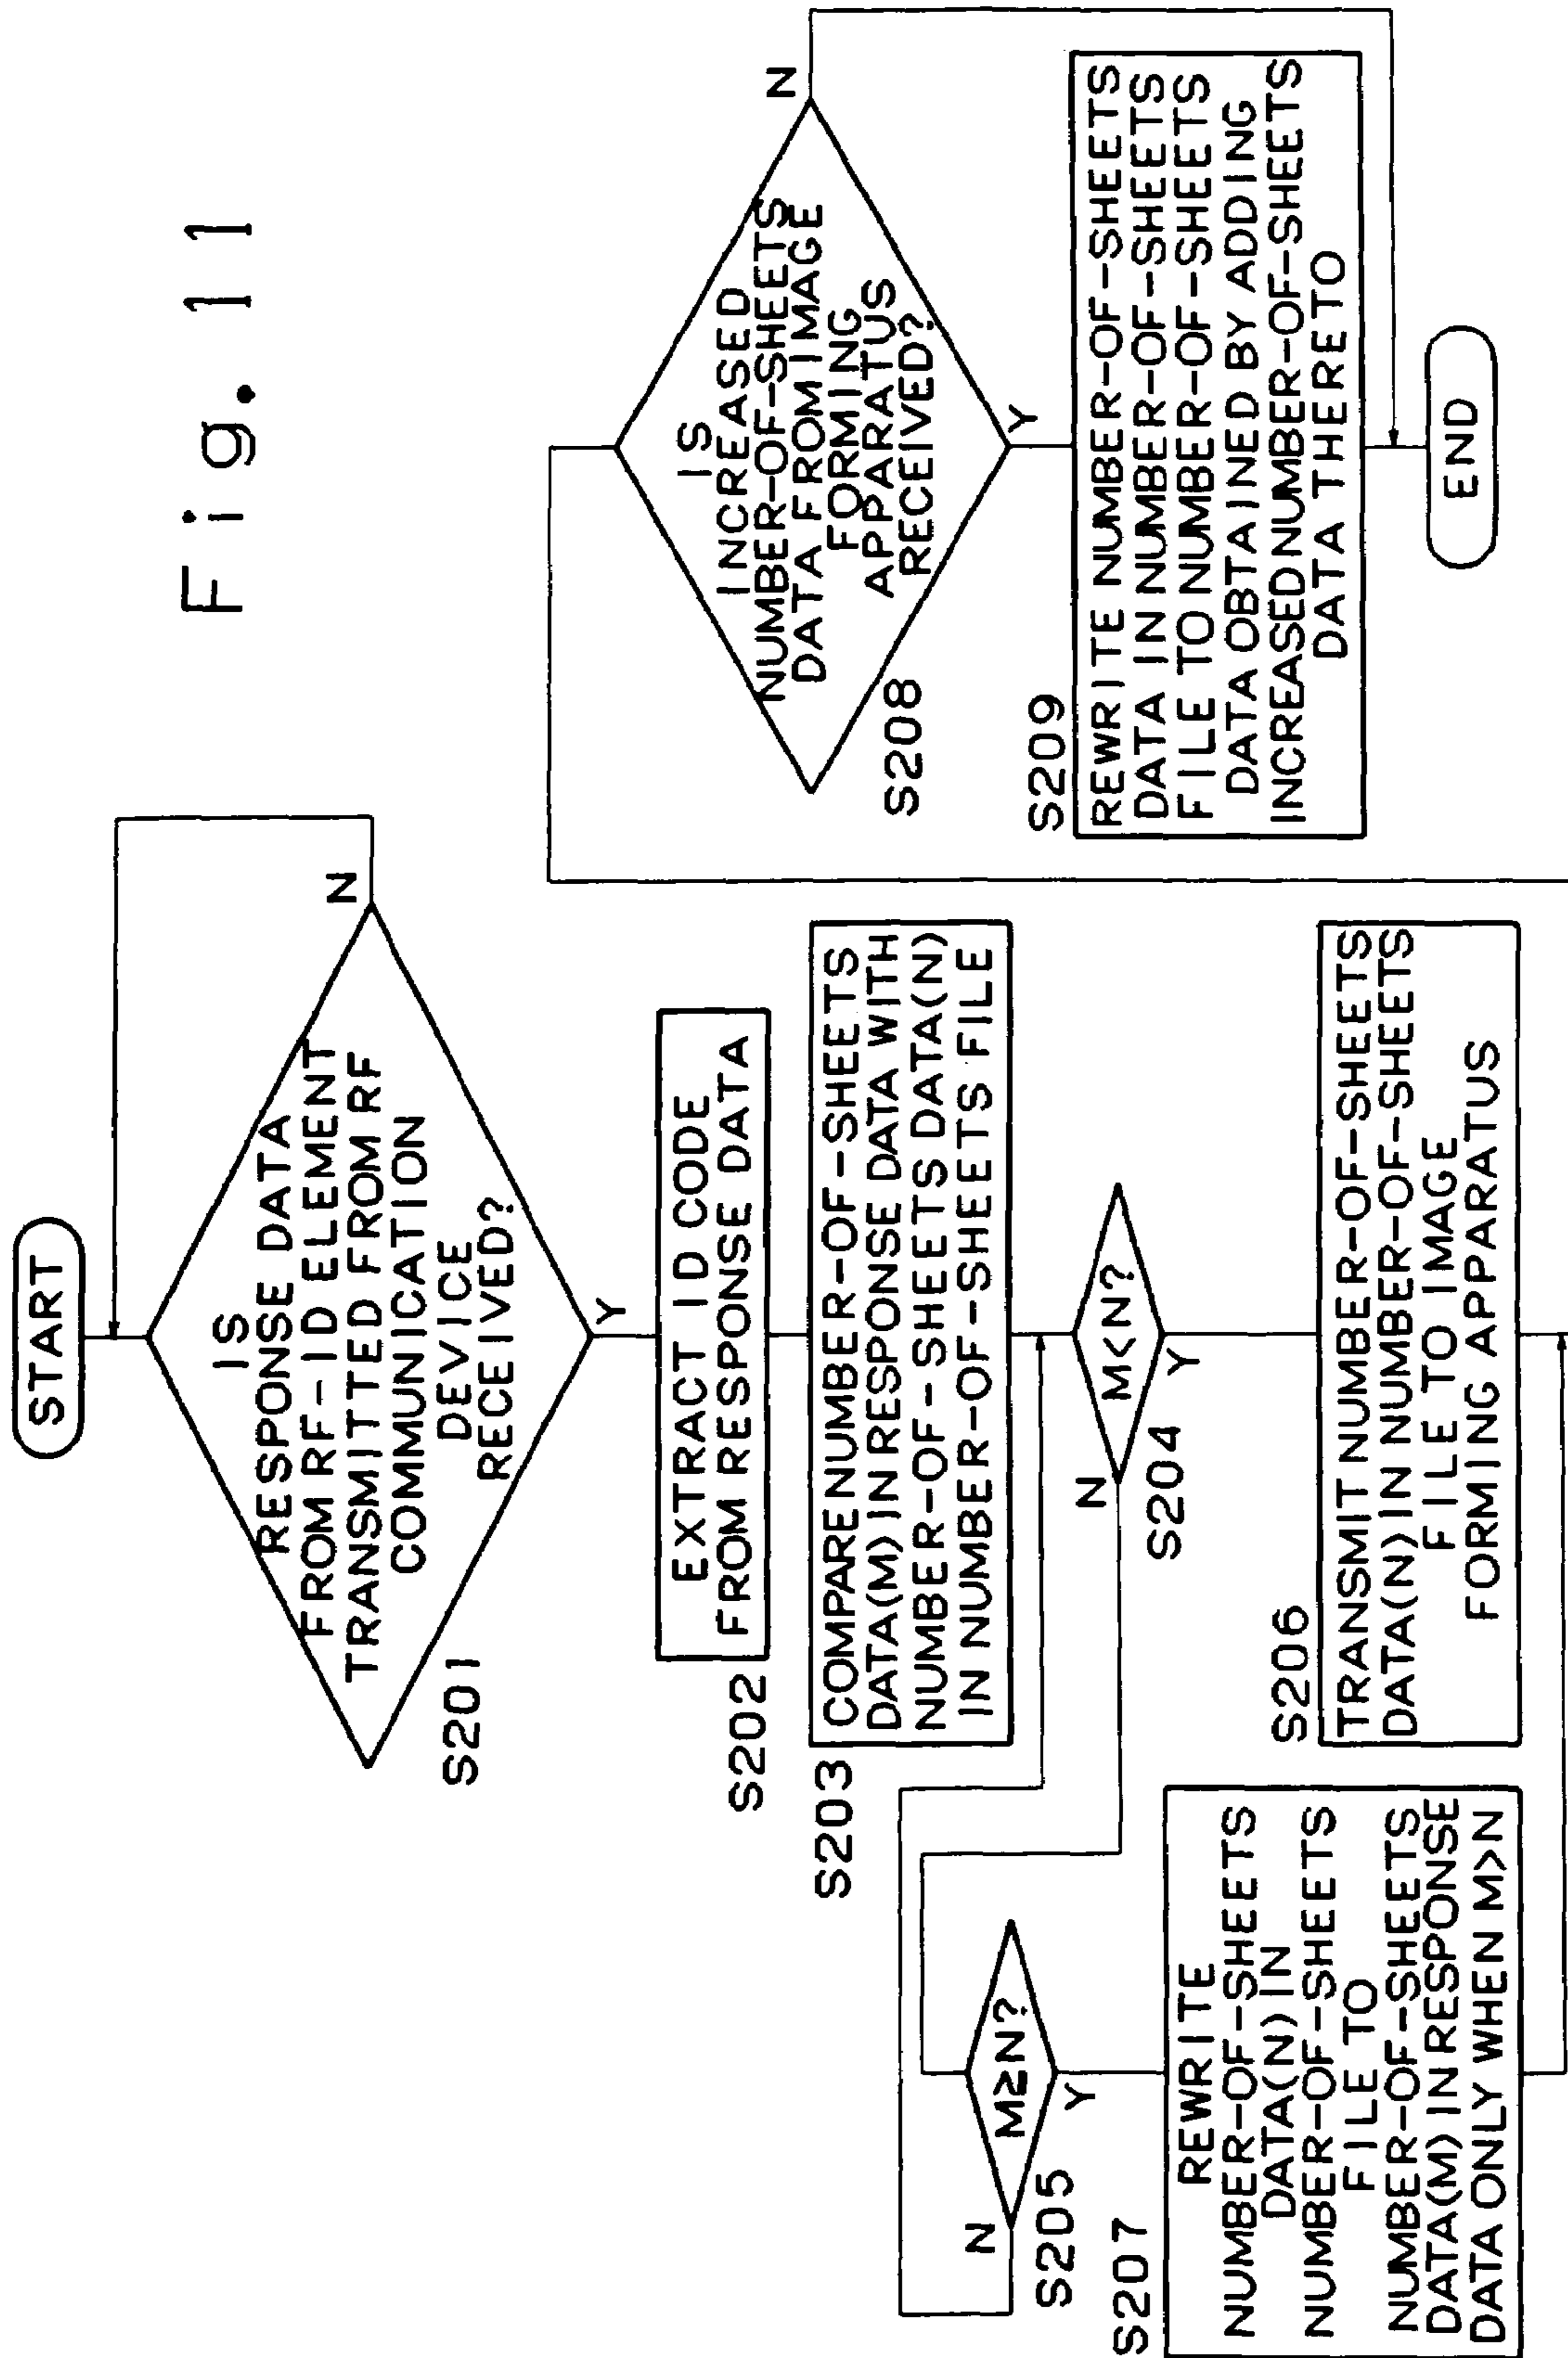 Fig. 11
START
IS
RESPONSE DATA
FROM RF-ID ELEMENT
TRANSMITTED FROM RF
COMMUNICATION
DEVICE
RECEIVED?
N
Y
S201
EXTRACT ID CODE
FROM RESPONSE DATA
S202
S203
COMPARE NUMBER-OF-SHEETS
DATA(M) IN RESPONSE DATA WITH
NUMBER-OF-SHEETS DATA(N)
IN NUMBER-OF-SHEETS FILE
M<N?
N
Y
S204
M≥N?
N
Y
S205
S206
TRANSMIT NUMBER-OF-SHEETS
DATA(N) IN NUMBER-OF-SHEETS
FILE TO IMAGE
FORMING APPARATUS
S207
REWRITE
NUMBER-OF-SHEETS
DATA(N) IN
NUMBER-OF-SHEETS
FILE TO
NUMBER-OF-SHEETS
DATA(M) IN RESPONSE
DATA ONLY WHEN M>N
IS
INCREASED
NUMBER-OF-SHEETS
DATA FROM IMAGE
FORMING
APPARATUS
RECEIVED?
N
Y
S208
S209
REWRITE NUMBER-OF-SHEETS
DATA IN NUMBER-OF-SHEETS
FILE TO NUMBER-OF-SHEETS
DATA OBTAINED BY ADDING
INCREASED NUMBER-OF-SHEETS
DATA THERE TO
END